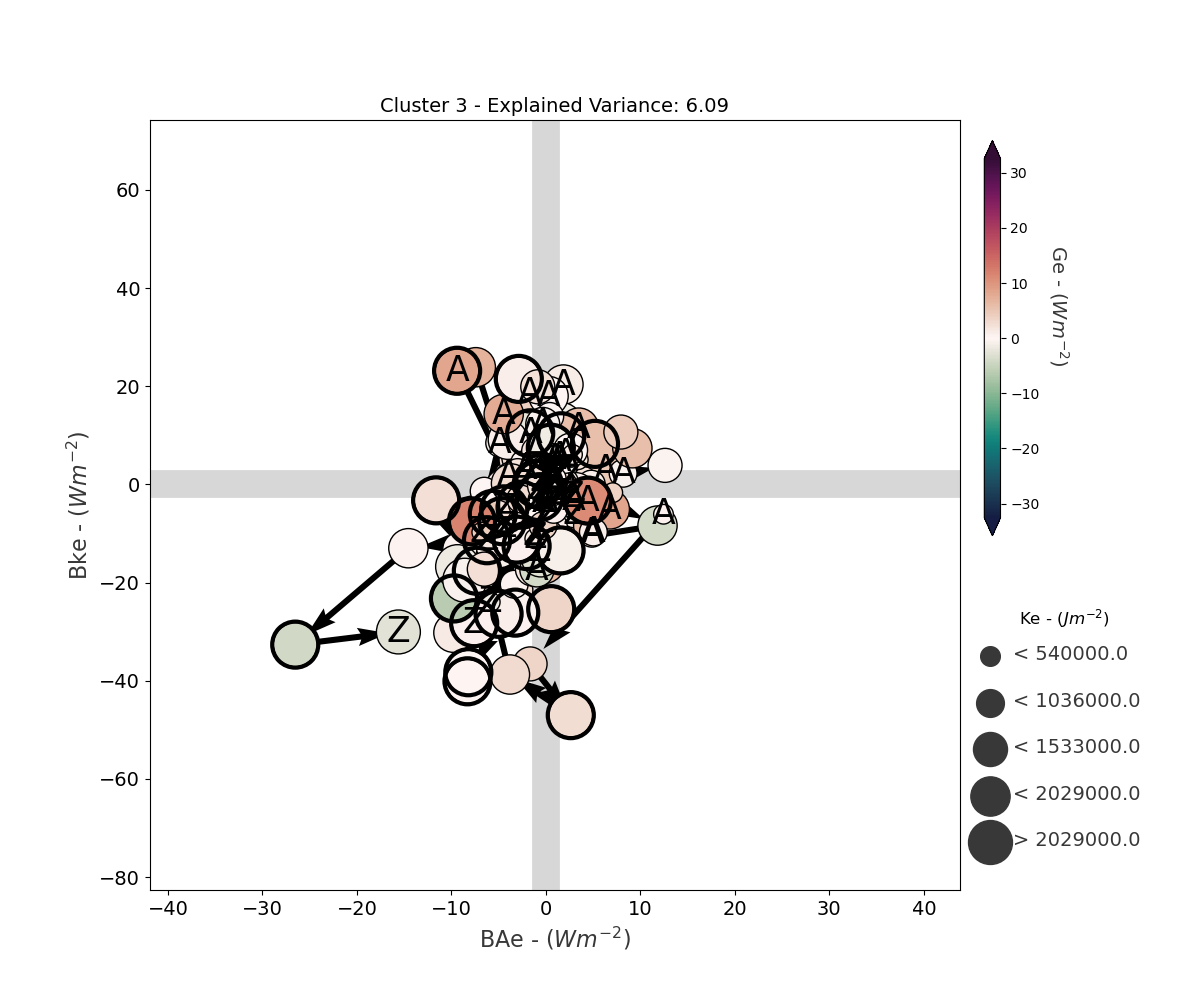 Cluster 3 - Explained Variance: 6.09
60
40
20
0
−20
−40
−60
−80
−40
−30
−20
−10
0
10
20
30
40
BAe - (Wm⁻²)
Bke - (Wm⁻²)
A
A
A
A
A
A
A
A
A
A
A
A
A
A
Z
Z
Z
30
20
10
0
−10
−20
−30
Ge - (Wm⁻²)
Ke - (Jm⁻²)
< 540000.0
< 1036000.0
< 1533000.0
< 2029000.0
> 2029000.0